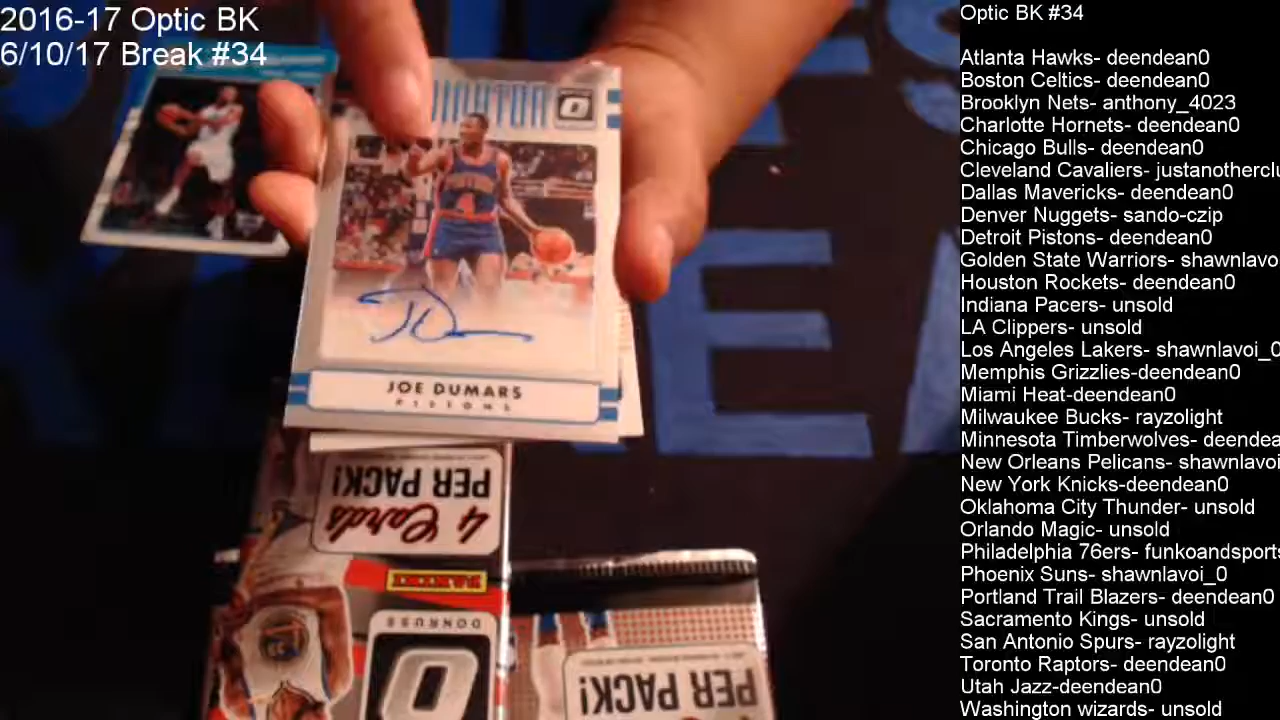 2016-17 Optic BK
6/10/17 Break #34
Optic BK #34
Atlanta Hawks- deendean0
Boston Celtics- deendean0
Brooklyn Nets- anthony_4023
Charlotte Hornets- deendean0
Chicago Bulls- deendean0
Cleveland Cavaliers- justanotherclu
Dallas Mavericks- deendean0
Denver Nuggets- sando-czip
Detroit Pistons- deendean0
Golden State Warriors- shawnlavo
Houston Rockets- deendean0
Indiana Pacers- unsold
LA Clippers- unsold
Los Angeles Lakers- shawnlavoi_0
Memphis Grizzlies-deendean0
Miami Heat-deendean0
Milwaukee Bucks- rayzolight
Minnesota Timberwolves- deendea
New Orleans Pelicans- shawnlavoi
New York Knicks-deendean0
Oklahoma City Thunder- unsold
Orlando Magic- unsold
Philadelphia 76ers- funkoandsports
Phoenix Suns- shawnlavoi_0
Portland Trail Blazers- deendean0
Sacramento Kings- unsold
San Antonio Spurs- rayzolight
Toronto Raptors- deendean0
Utah Jazz-deendean0
Washington wizards- unsold
4
JOE DUMARS
PISTONS
4 Cards
PER PACK!
PANINI
DONRUSS
PER PACK!